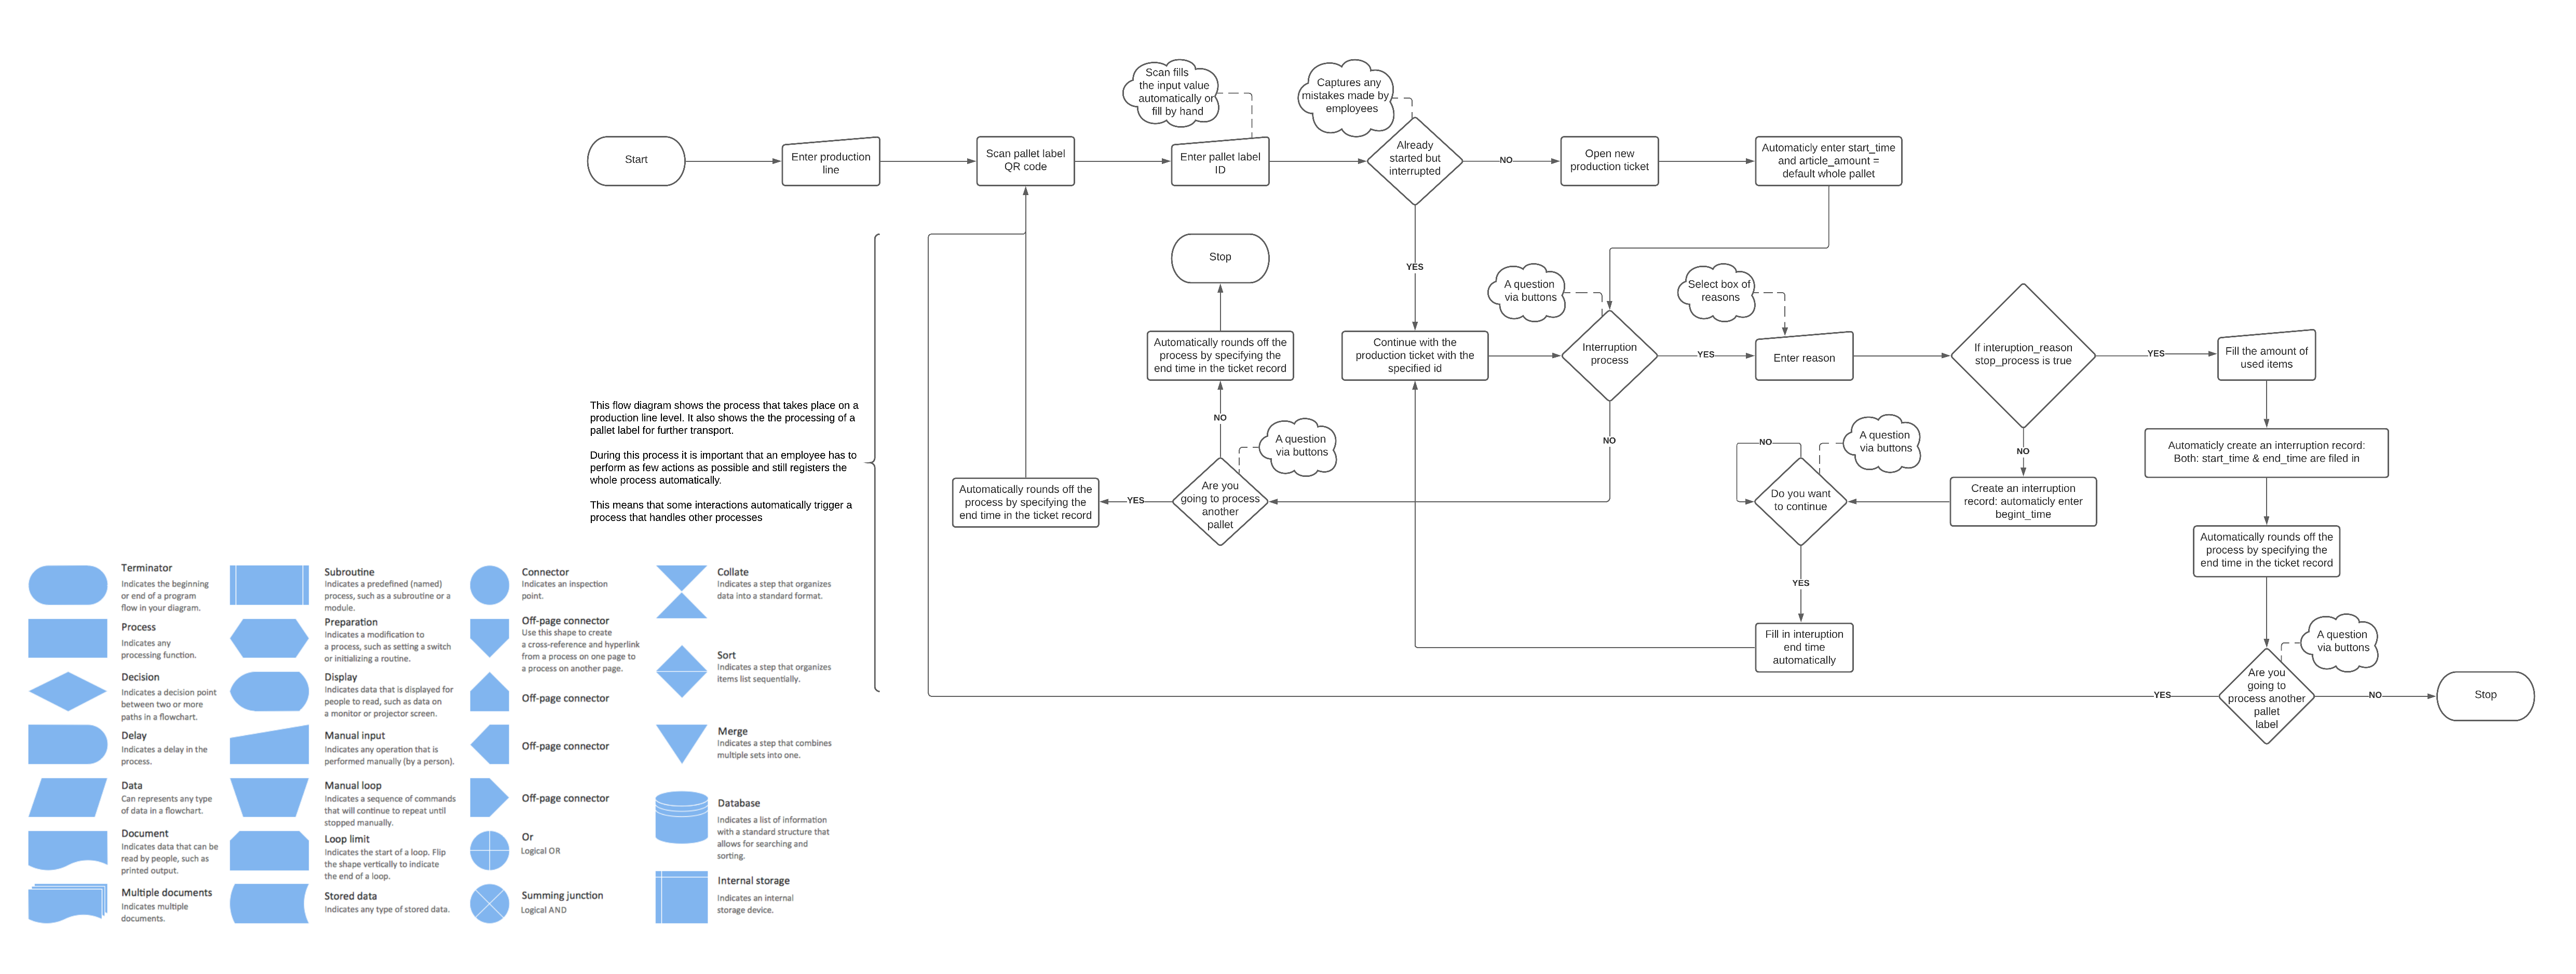 Scan fills
the input value
automatically or
fill by hand
Captures any
mistakes made by
employees
Start
Enter production
line
Scan pallet label
QR code
Enter pallet label
ID
Already
started but
interrupted
NO
Open new
production ticket
Automaticly enter start_time
and article_amount =
default whole pallet
YES
Stop
A question
via buttons
Select box of
reasons
Automatically rounds off the
process by specifying the
end time in the ticket record
Continue with the
production ticket with the
specified id
Interruption
process
YES
Enter reason
If interuption_reason
stop_process is true
YES
Fill the amount of
used items
NO
A question
via buttons
NO
NO
A question
via buttons
NO
Automaticly create an interruption record:
Both: start_time & end_time are filed in
This flow diagram shows the process that takes place on a
production line level. It also shows the the processing of a
pallet label for further transport.
During this process it is important that an employee has to
perform as few actions as possible and still registers the
whole process automatically.
This means that some interactions automatically trigger a
process that handles other processes
Automatically rounds off the
process by specifying the
end time in the ticket record
YES
Are you
going to process
another
pallet
Do you want
to continue
Create an interruption
record: automaticly enter
begint_time
Automatically rounds off the
process by specifying the
end time in the ticket record
YES
Fill in interuption
end time
automatically
A question
via buttons
YES
Are you
going to
process another
pallet
label
NO
Stop
Terminator
Indicates the beginning
or end of a program
flow in your diagram.
Process
Indicates any
processing function.
Decision
Indicates a decision point
between two or more
paths in a flowchart.
Delay
Indicates a delay in the
process.
Data
Can represents any type
of data in a flowchart.
Document
Indicates data that can be
read by people, such as
printed output.
Multiple documents
Indicates multiple
documents.
Subroutine
Indicates a predefined (named)
process, such as a subroutine or a
module.
Preparation
Indicates a modification to
a process, such as setting a switch
or initializing a routine.
Display
Indicates data that is displayed for
people to read, such as data on
a monitor or projector screen.
Manual input
Indicates any operation that is
performed manually (by a person).
Manual loop
Indicates a sequence of commands
that will continue to repeat until
stopped manually.
Loop limit
Indicates the start of a loop. Flip
the shape vertically to indicate
the end of a loop.
Stored data
Indicates any type of stored data.
Connector
Indicates an inspection
point.
Off-page connector
Use this shape to create
a cross-reference and hyperlink
from a process on one page to
a process on another page.
Off-page connector
Off-page connector
Off-page connector
Or
Logical OR
Summing junction
Logical AND
Collate
Indicates a step that organizes
data into a standard format.
Sort
Indicates a step that organizes
items list sequentially.
Merge
Indicates a step that combines
multiple sets into one.
Database
Indicates a list of information
with a standard structure that
allows for searching and
sorting.
Internal storage
Indicates an internal
storage device.